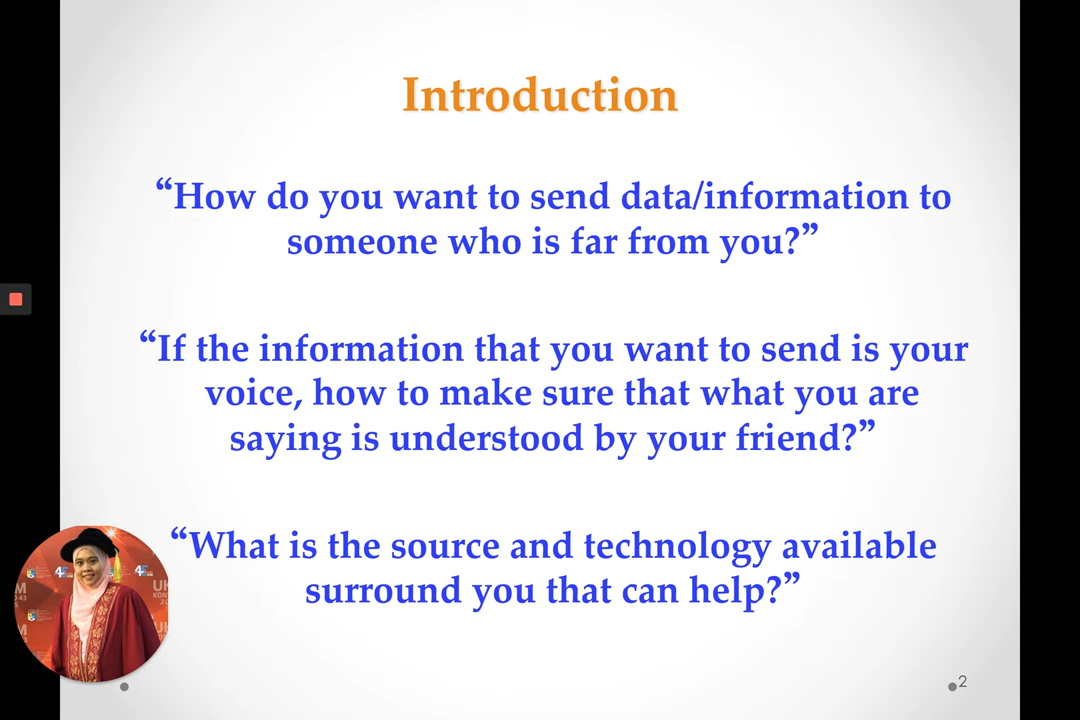 Introduction
“How do you want to send data/information to
someone who is far from you?”
“If the information that you want to send is your
voice, how to make sure that what you are
saying is understood by your friend?”
“What is the source and technology available
surround you that can help?”
2